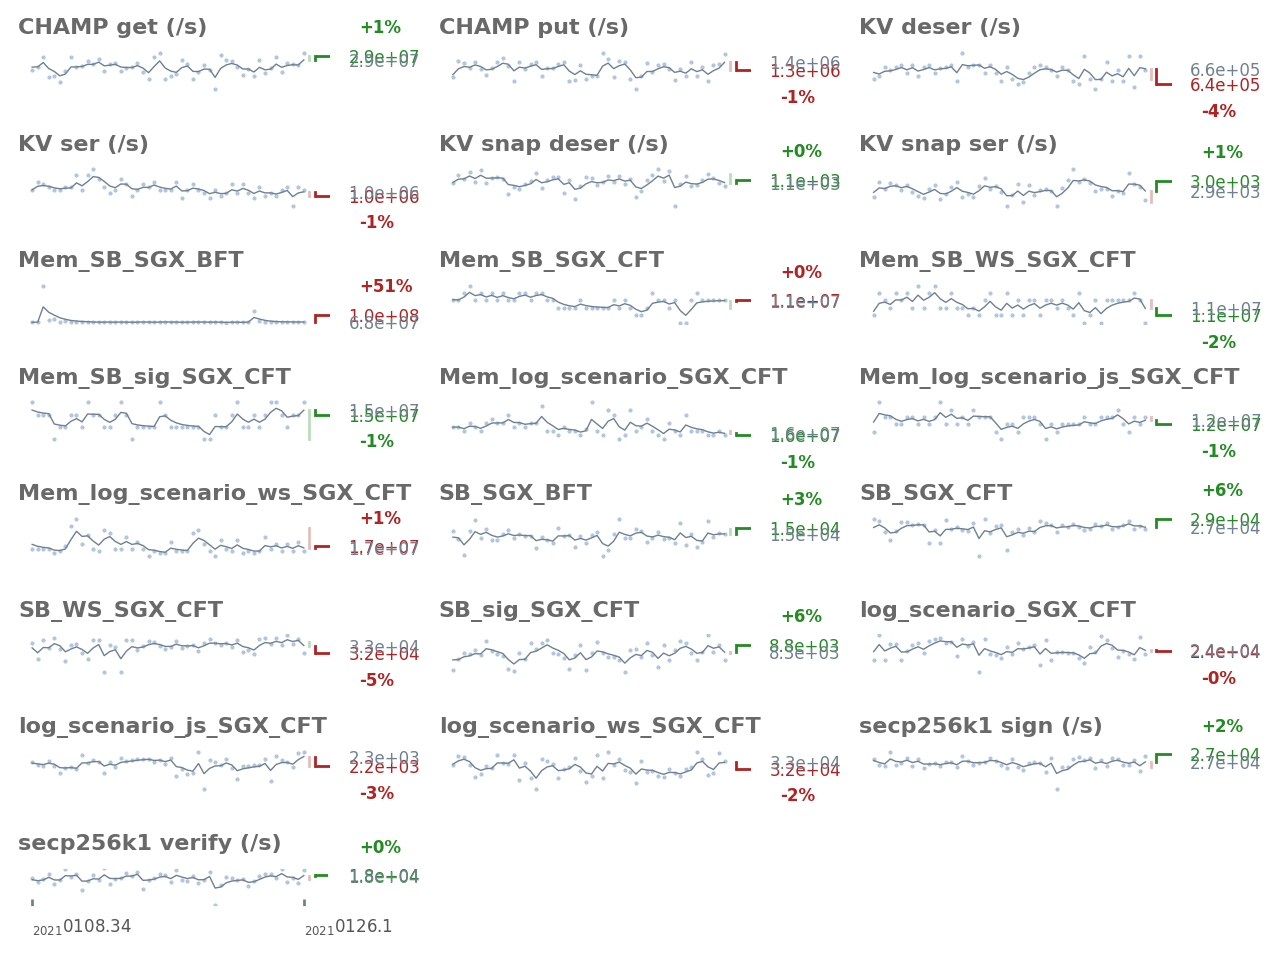 CHAMP get (/s)
+1%
2.9e+07
2.9e+07
CHAMP put (/s)
1.4e+06
1.3e+06
-1%
KV deser (/s)
6.6e+05
6.4e+05
-4%
KV ser (/s)
1.0e+06
1.0e+06
-1%
KV snap deser (/s)
+0%
1.1e+03
1.1e+03
KV snap ser (/s)
+1%
3.0e+03
2.9e+03
Mem_SB_SGX_BFT
+51%
1.0e+08
6.8e+07
Mem_SB_SGX_CFT
+0%
1.1e+07
1.1e+07
Mem_SB_WS_SGX_CFT
1.1e+07
1.1e+07
-2%
Mem_SB_sig_SGX_CFT
1.5e+07
1.5e+07
-1%
Mem_log_scenario_SGX_CFT
1.6e+07
1.6e+07
-1%
Mem_log_scenario_js_SGX_CFT
1.2e+07
1.2e+07
-1%
Mem_log_scenario_ws_SGX_CFT
+1%
1.7e+07
1.7e+07
SB_SGX_BFT
+3%
1.5e+04
1.5e+04
SB_SGX_CFT
+6%
2.9e+04
2.7e+04
SB_WS_SGX_CFT
3.3e+04
3.2e+04
-5%
SB_sig_SGX_CFT
+6%
8.8e+03
8.3e+03
log_scenario_SGX_CFT
2.4e+04
2.4e+04
-0%
log_scenario_js_SGX_CFT
2.3e+03
2.2e+03
-3%
log_scenario_ws_SGX_CFT
3.3e+04
3.2e+04
-2%
secp256k1 sign (/s)
+2%
2.7e+04
2.7e+04
secp256k1 verify (/s)
+0%
1.8e+04
1.8e+04
20210108.34
20210126.1